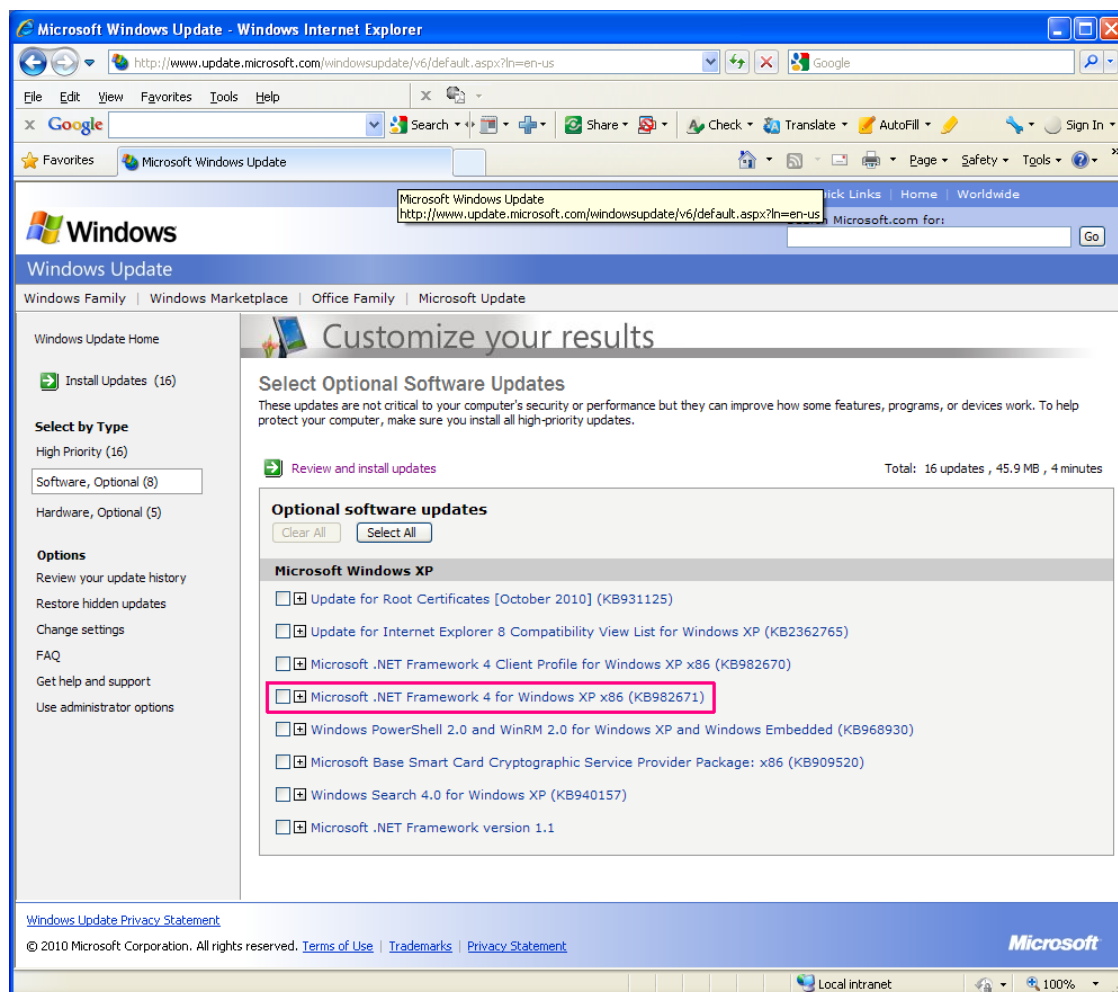 Microsoft Windows Update - Windows Internet Explorer
http://www.update.microsoft.com/windowsupdate/v6/default.aspx?ln=en-us
Google
File Edit View Favorites Tools Help
x Google Search Share Check Translate AutoFill Sign In
Favorites Microsoft Windows Update Page Safety Tools
Microsoft Windows Update
http://www.update.microsoft.com/windowsupdate/v6/default.aspx?ln=en-us
Links | Home | Worldwide
Microsoft.com for:
Windows
Go
Windows Update
Windows Family | Windows Marketplace | Office Family | Microsoft Update
Windows Update Home
Install Updates (16)
Select by Type
High Priority (16)
Software, Optional (8)
Hardware, Optional (5)
Options
Review your update history
Restore hidden updates
Change settings
FAQ
Get help and support
Use administrator options
Customize your results
Select Optional Software Updates
These updates are not critical to your computer's security or performance but they can improve how some features, programs, or devices work. To help
protect your computer, make sure you install all high-priority updates.
Review and install updates
Total: 16 updates , 45.9 MB , 4 minutes
Optional software updates
Clear All Select All
Microsoft Windows XP
Update for Root Certificates [October 2010] (KB931125)
Update for Internet Explorer 8 Compatibility View List for Windows XP (KB2362765)
Microsoft .NET Framework 4 Client Profile for Windows XP x86 (KB982670)
Microsoft .NET Framework 4 for Windows XP x86 (KB982671)
Windows PowerShell 2.0 and WinRM 2.0 for Windows XP and Windows Embedded (KB968930)
Microsoft Base Smart Card Cryptographic Service Provider Package: x86 (KB909520)
Windows Search 4.0 for Windows XP (KB940157)
Microsoft .NET Framework version 1.1
Windows Update Privacy Statement
© 2010 Microsoft Corporation. All rights reserved. Terms of Use | Trademarks | Privacy Statement
Microsoft
Local intranet 100%